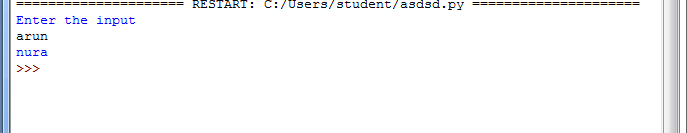 ===================== RESTART: C:/Users/student/asdsd.py =====================
Enter the input
arun
nura
>>>